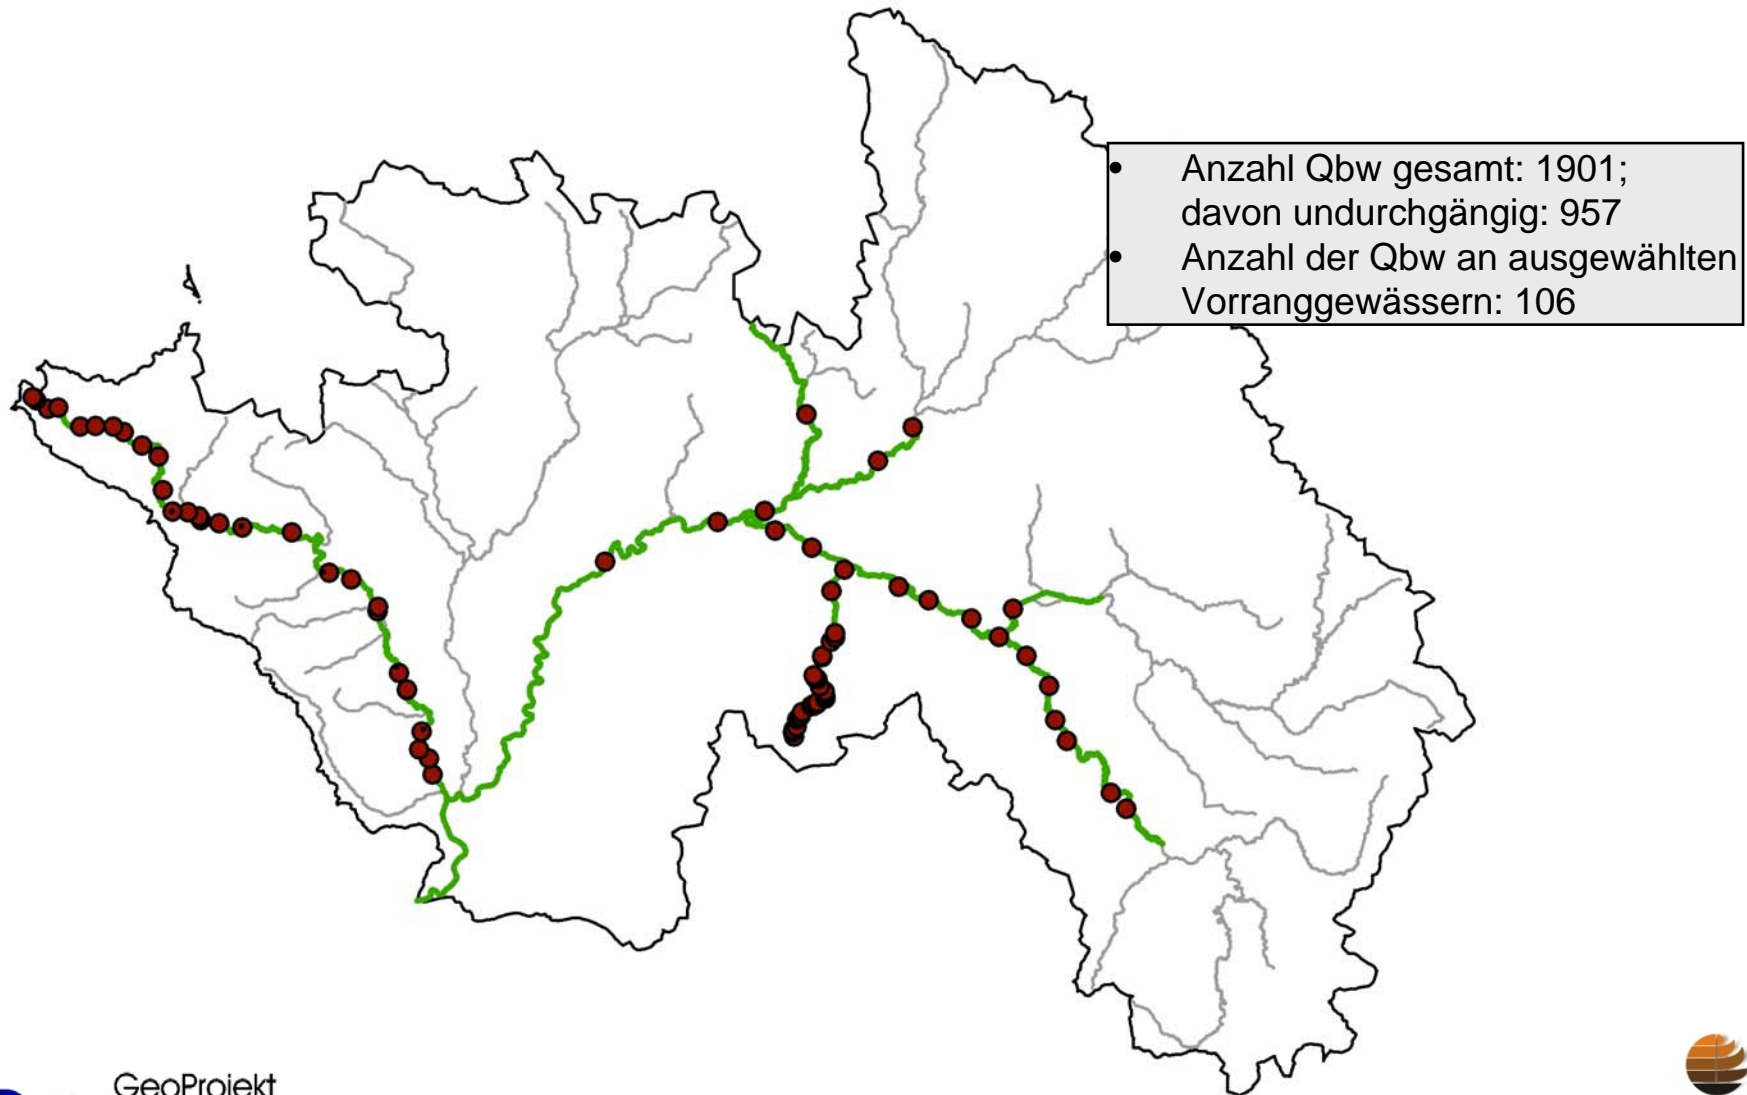 • Anzahl Qbw gesamt: 1901;
davon undurchgängig: 957
• Anzahl der Qbw an ausgewählten
Vorranggewässern: 106
GeoProjekt